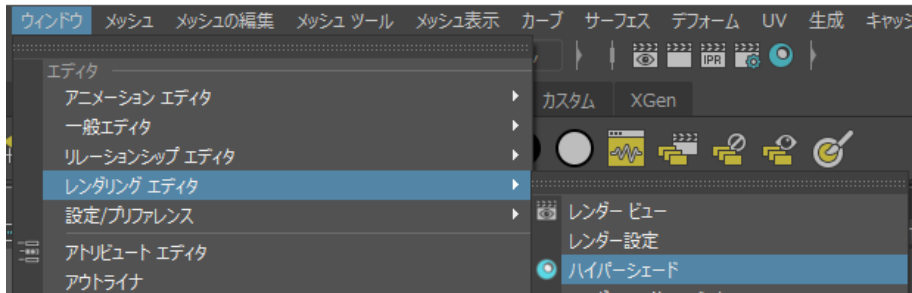 ウィンドウ メッシュ メッシュの編集 メッシュ ツール メッシュ表示 カーブ サーフェス デフォーム UV 生成 キャッシ
IPR
エディタ
カスタム XGen
アニメーション エディタ
一般エディタ
リレーションシップ エディタ
レンダリング エディタ
設定/プリファレンス
アトリビュート エディタ
アウトライナ
レンダー ビュー
レンダー設定
ハイパーシェード